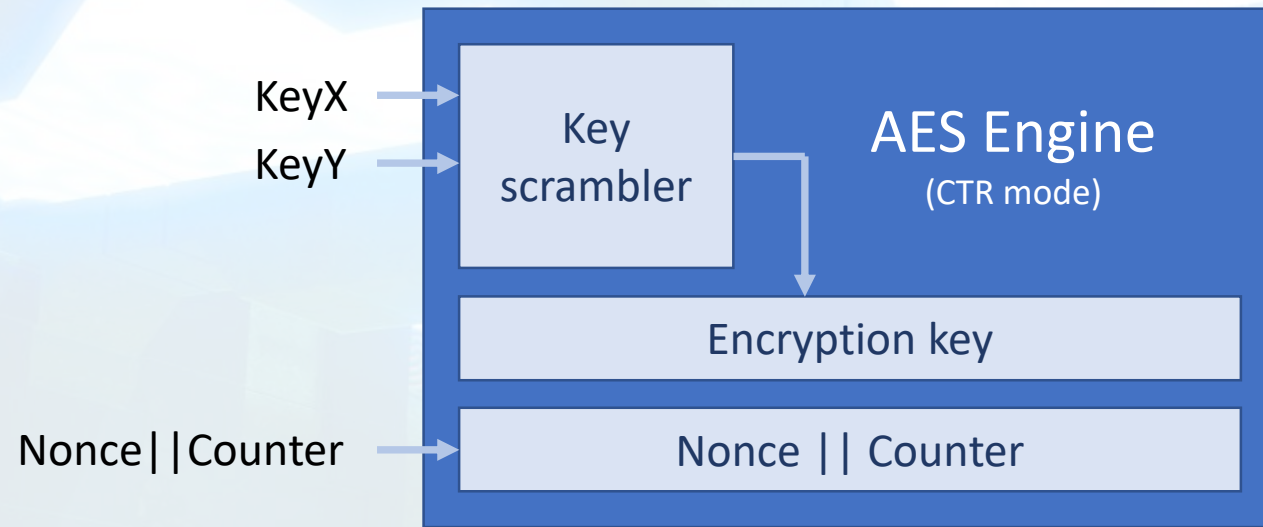 KeyX
KeyY
Key
scrambler
AES Engine
(CTR mode)
Encryption key
Nonce||Counter
Nonce || Counter